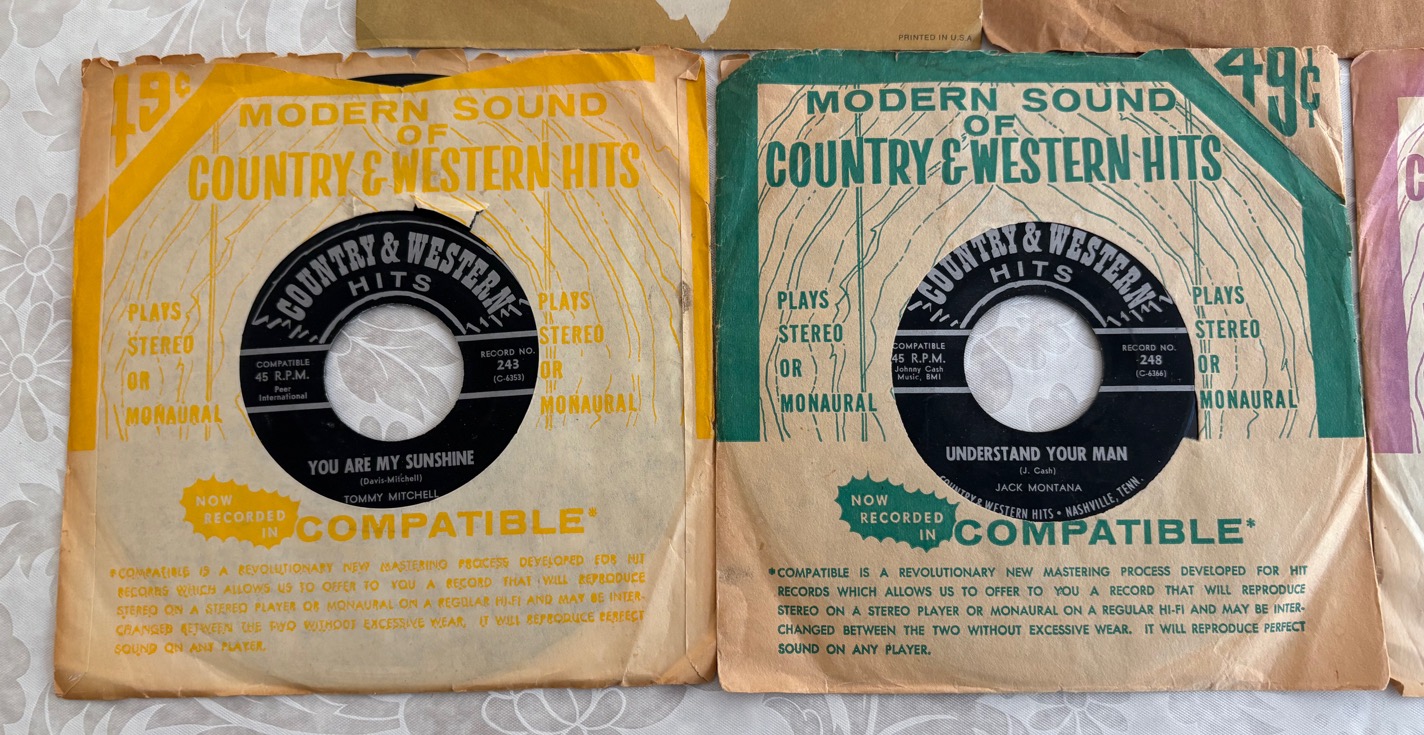 PRINTED IN U.S.A
49¢
MODERN SOUND
OF
COUNTRY & WESTERN HITS
COUNTRY & WESTERN
HITS
PLAYS
STEREO
OR
MONAURAL
COMPATIBLE
45 R.P.M.
Peer
International
RECORD NO.
243
(C-6353)
PLAYS
STEREO
OR
MONAURAL
YOU ARE MY SUNSHINE
(Davis-Mitchell)
TOMMY MITCHELL
NOW
RECORDED
IN
COMPATIBLE*
*COMPATIBLE IS A REVOLUTIONARY NEW MASTERING PROCESS DEVELOPED FOR HIT
RECORDS WHICH ALLOWS US TO OFFER TO YOU A RECORD THAT WILL REPRODUCE
STEREO ON A STEREO PLAYER OR MONAURAL ON A REGULAR HI-FI AND MAY BE INTER-
CHANGED BETWEEN THE TWO WITHOUT EXCESSIVE WEAR. IT WILL REPRODUCE PERFECT
SOUND ON ANY PLAYER.
49¢
MODERN SOUND
OF
COUNTRY & WESTERN HITS
COUNTRY & WESTERN
HITS
PLAYS
STEREO
OR
MONAURAL
COMPATIBLE
45 R.P.M.
Johnny Cash
Music, BMI
RECORD NO.
248
(C-6366)
PLAYS
STEREO
OR
MONAURAL
UNDERSTAND YOUR MAN
(J. Cash)
JACK MONTANA
COUNTRY & WESTERN HITS • NASHVILLE, TENN.
NOW
RECORDED
IN
COMPATIBLE*
*COMPATIBLE IS A REVOLUTIONARY NEW MASTERING PROCESS DEVELOPED FOR HIT
RECORDS WHICH ALLOWS US TO OFFER TO YOU A RECORD THAT WILL REPRODUCE
STEREO ON A STEREO PLAYER OR MONAURAL ON A REGULAR HI-FI AND MAY BE INTER-
CHANGED BETWEEN THE TWO WITHOUT EXCESSIVE WEAR. IT WILL REPRODUCE PERFECT
SOUND ON ANY PLAYER.